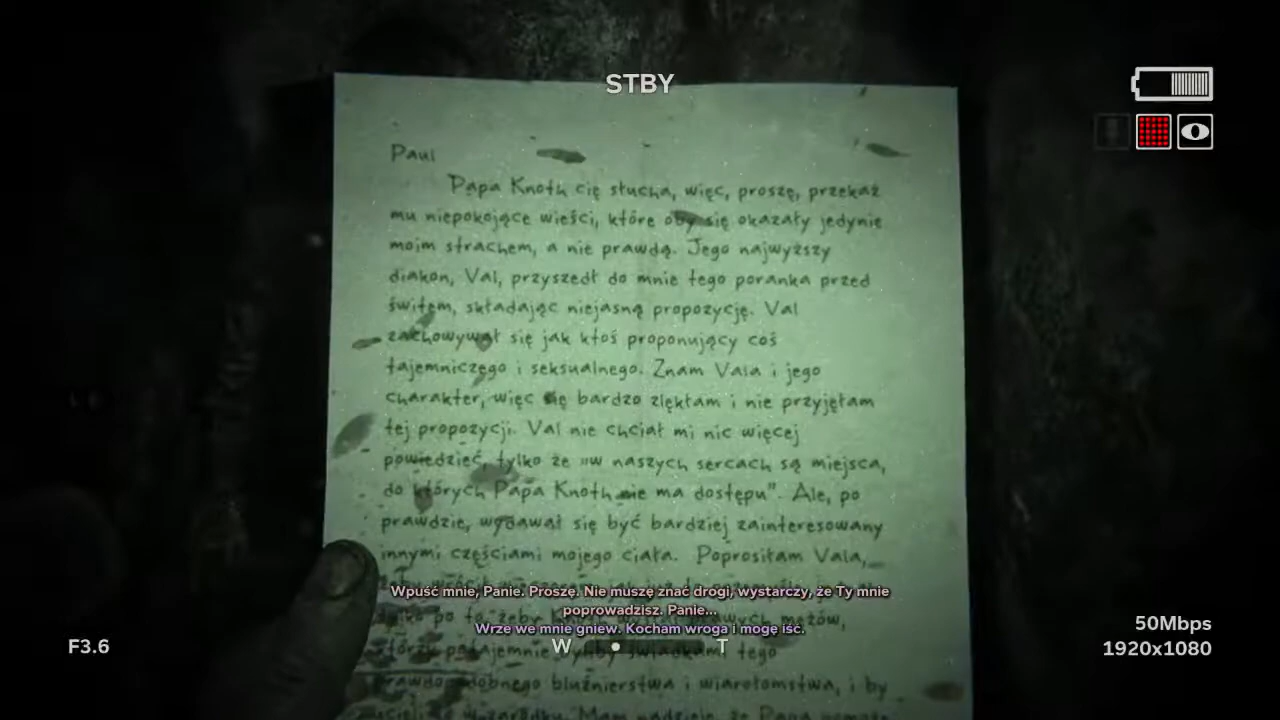 STBY
Paul
Papa Knoth cię słucha, więc, proszę, przekaż
mu niepokojące wieści, które oby się okazały jedynie
moim strachem, a nie prawdą. Jego najwyższy
diakon, Val, przyszedł do mnie tego poranka przed
świtem, składając niejasną propozycję. Val
zachowywał się jak ktoś proponujący coś
tajemniczego i seksualnego. Znam Vala i jego
charakter, więc się bardzo zlękłam i nie przyjęłam
tej propozycji. Val nie chciał mi nic więcej
powiedzieć, tylko że »w naszych sercach są miejsca,
do których Papa Knoth nie ma dostępu". Ale, po
prawdzie, wydawał się być bardziej zainteresowany
innymi częściami mojego ciała. Poprosiłam Vala,
Wpuść mnie, Panie. Proszę. Nie muszę znać drogi, wystarczy, że Ty mnie
poprowadzisz. Panie...
Wrze we mnie gniew. Kocham wroga i mogę iść.
potajemnie byliby świadkami tego
prawdopodobnego bluźnierstwa i wiarołomstwa, i by
W T
F3.6
50Mbps
1920x1080